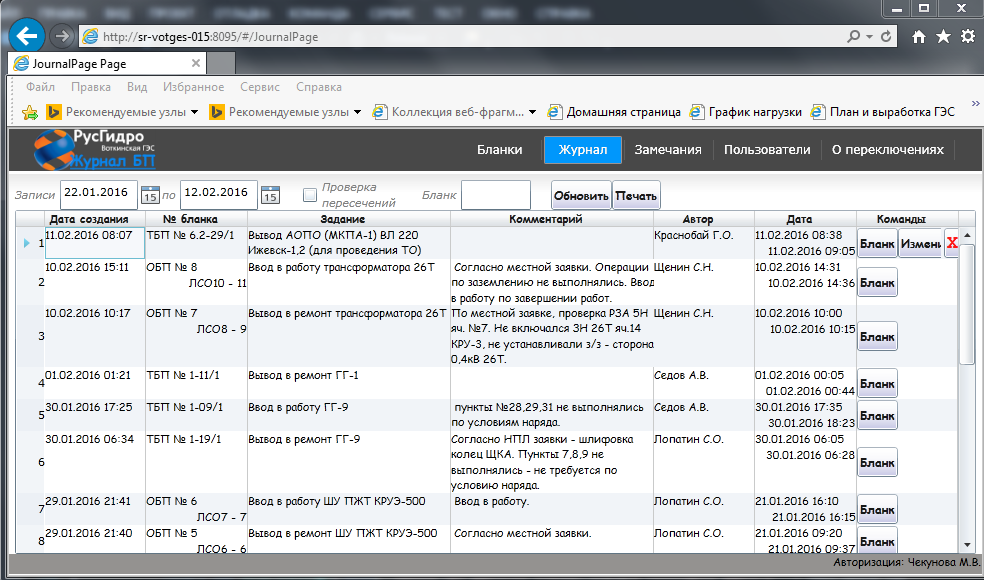 http://sr-votges-015:8095/#/JournalPage
JournalPage Page
Файл Правка Вид Избранное Сервис Справка
Рекомендуемые узлы Рекомендуемые узлы Коллекция веб-фрагм... Домашняя страница График нагрузки План и выработка ГЭС
РусГидро
Воткинская ГЭС
Журнал БТП
Бланки Журнал Замечания Пользователи О переключениях
Записи 22.01.2016 15 по 12.02.2016 15 Проверка
пересечений Бланк Обновить Печать
Дата создания № бланка Задание Комментарий Автор Дата Команды
1 11.02.2016 08:07 ТБП № 6.2-29/1 Вывод АОПО (МКПА-1) ВЛ 220 Краснобай Г.О. 11.02.2016 08:38 Бланк Измень X
Ижевск-1,2 (для проведения ТО) 11.02.2016 09:05
2 10.02.2016 15:11 ОБП № 8 Ввод в работу трансформатора 26Т Согласно местной заявки. Операции Щенин С.Н. 10.02.2016 14:31 Бланк
ЛСО10 - 11 по заземлению не выполнялись. Ввод 10.02.2016 14:36
в работу по завершении работ.
3 10.02.2016 10:17 ОБП № 7 Вывод в ремонт трансформатора 26Т По местной заявке, проверка РЗА 5Н Щенин С.Н. 10.02.2016 10:00 Бланк
ЛСО8 - 9 яч. №7. Не включался ЗН 26Т яч.14 10.02.2016 10:15
КРУ-3, не устанавливали з/з - сторона
0,4кВ 26Т.
4 01.02.2016 01:21 ТБП № 1-11/1 Вывод в ремонт ГГ-1 Седов А.В. 01.02.2016 00:05 Бланк
01.02.2016 00:44
5 30.01.2016 17:25 ТБП № 1-09/1 Ввод в работу ГГ-9 пункты №28,29,31 не выполнялись Седов А.В. 30.01.2016 17:35 Бланк
по условиям наряда. 30.01.2016 18:23
6 30.01.2016 06:34 ТБП № 1-19/1 Вывод в ремонт ГГ-9 Согласно НПЛ заявки - шлифовка Лопатин С.О. 30.01.2016 06:05 Бланк
колец ЩКА. Пункты 7,8,9 не 30.01.2016 06:28
выполнялись - не требуется по
условию наряда.
7 29.01.2016 21:41 ОБП № 6 Ввод в работу ШУ ПЖТ КРУЭ-500 Ввод в работу. Лопатин С.О. 21.01.2016 16:10 Бланк
ЛСО7 - 7 21.01.2016 16:15
8 29.01.2016 21:40 ОБП № 5 Вывод в ремонт ШУ ПЖТ КРУЭ-500 Согласно местной заявки. Лопатин С.О. 21.01.2016 09:20 Бланк
ЛСО6 - 6 21.01.2016 09:37
Авторизация: Чекунова М.В.